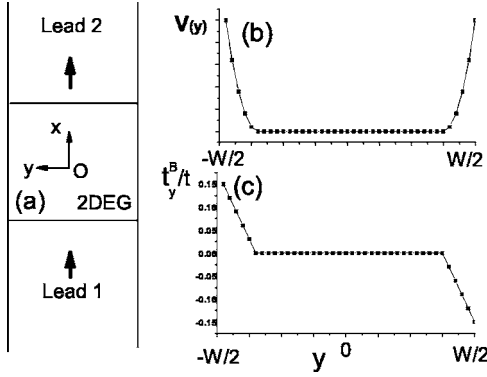 Lead 2
x
y
O
(a)
2DEG
Lead 1
V(y)
(b)
-W/2
W/2
t_y^B/t
(c)
0.15
0.10
0.05
0.00
-0.05
-0.10
-0.15
-W/2
y
0
W/2